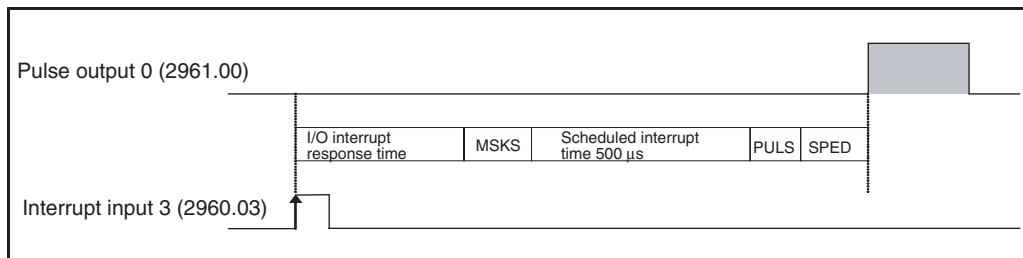 Pulse output 0 (2961.00)
I/O interrupt
response time
MSKS
Scheduled interrupt
time 500 μs
PULS
SPED
Interrupt input 3 (2960.03)